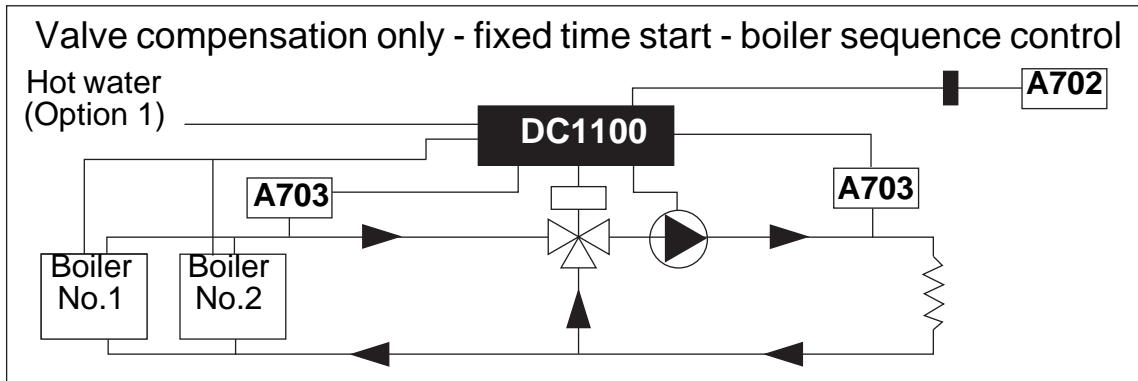 Valve compensation only - fixed time start - boiler sequence control
Hot water
(Option 1)
A702
DC1100
A703
A703
Boiler
No.1
Boiler
No.2